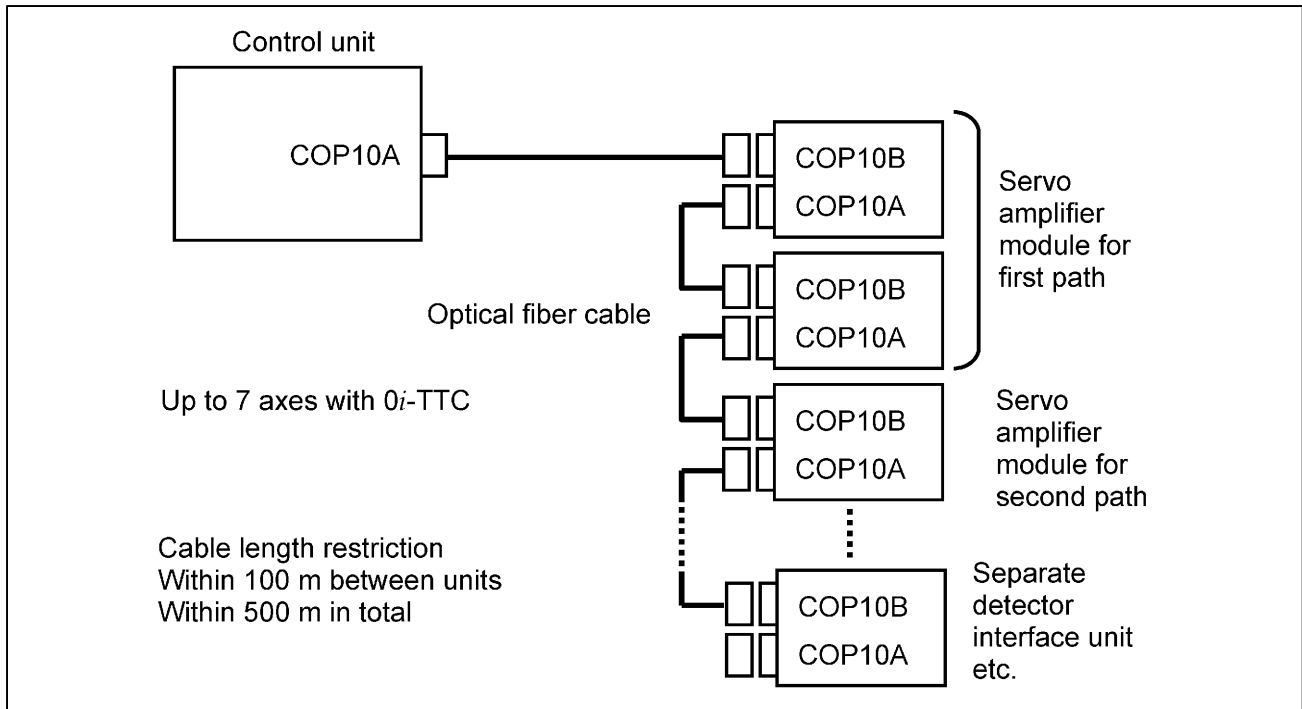 Control unit
COP10A
COP10B
COP10A
Servo
amplifier
module for
first path
COP10B
COP10A
Optical fiber cable
Up to 7 axes with 0i-TTC
COP10B
COP10A
Servo
amplifier
module for
second path
Cable length restriction
Within 100 m between units
Within 500 m in total
COP10B
COP10A
Separate
detector
interface unit
etc.